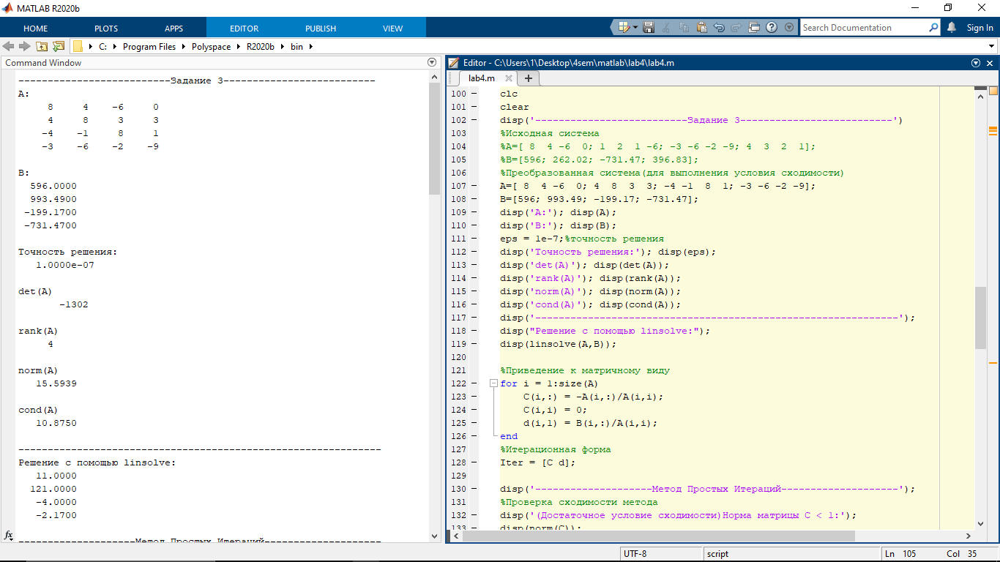 MATLAB R2020b
HOME PLOTS APPS EDITOR PUBLISH VIEW Search Documentation Sign In
C: Program Files Polyspace R2020b bin
Command Window
--------------------------Задание 3--------------------------
A:
8 4 -6 0
4 8 3 3
-4 -1 8 1
-3 -6 -2 -9
B:
596.0000
993.4900
-199.1700
-731.4700
Точность решения:
1.0000e-07
det(A)
-1302
rank(A)
4
norm(A)
15.5939
cond(A)
10.8750
--------------------------------------------------------------
Решение с помощью linsolve:
11.0000
121.0000
-4.0000
-2.1700
--------------------Метод Простых Итераций--------------------
fx
Editor - C:\Users\1\Desktop\4sem\matlab\lab4\lab4.m
lab4.m
100 clc
101 clear
102 disp('--------------------------Задание 3--------------------------')
103 %Исходная система
104 %A=[ 8  4 -6  0; 1  2  1 -6; -3 -6 -2 -9; 4  3  2  1];
105 %B=[596; 262.02; -731.47; 396.83];
106 %Преобразованная система(для выполнения условия сходимости)
107 A=[ 8  4 -6  0; 4  8  3  3; -4 -1  8  1; -3 -6 -2 -9];
108 B=[596; 993.49; -199.17; -731.47];
109 disp('A:'); disp(A);
110 disp('B:'); disp(B);
111 eps = 1e-7;%точность решения
112 disp('Точность решения:'); disp(eps);
113 disp('det(A)'); disp(det(A));
114 disp('rank(A)'); disp(rank(A));
115 disp('norm(A)'); disp(norm(A));
116 disp('cond(A)'); disp(cond(A));
117 disp('--------------------------------------------------------------');
118 disp("Решение с помощью linsolve:");
119 disp(linsolve(A,B));
120
121 %Приведение к матричному виду
122 for i = 1:size(A)
123 C(i,:) = -A(i,:)/A(i,i);
124 C(i,i) = 0;
125 d(i,1) = B(i,:)/A(i,i);
126 end
127 %Итерационная форма
128 Iter = [C d];
129
130 disp('--------------------Метод Простых Итераций--------------------');
131 %Проверка сходимости метода
132 disp('(Достаточное условие сходимости)Норма матрицы C < 1:');
133 disp(norm(C));
UTF-8 script Ln 105 Col 35